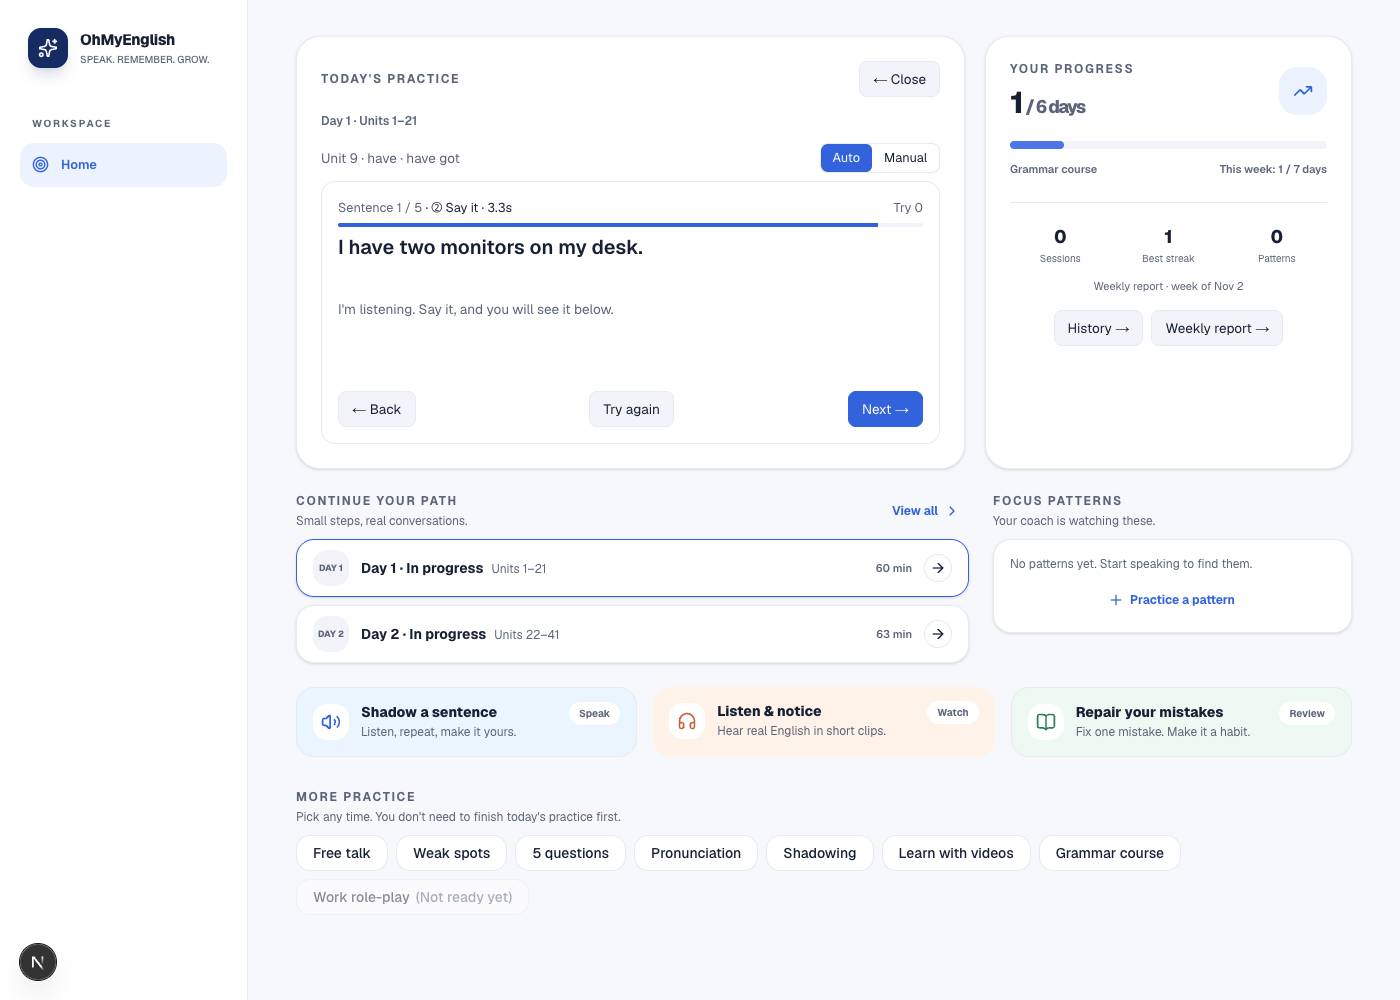 OhMyEnglish
SPEAK. REMEMBER. GROW.
WORKSPACE
Home
TODAY'S PRACTICE
← Close
Day 1 · Units 1–21
Unit 9 · have · have got
Auto
Manual
Sentence 1 / 5 · ② Say it · 3.3s
Try 0
I have two monitors on my desk.
I'm listening. Say it, and you will see it below.
← Back
Try again
Next →
YOUR PROGRESS
1 / 6 days
Grammar course
This week: 1 / 7 days
0
Sessions
1
Best streak
0
Patterns
Weekly report · week of Nov 2
History →
Weekly report →
CONTINUE YOUR PATH
Small steps, real conversations.
View all
DAY 1
Day 1 · In progress Units 1–21
60 min
DAY 2
Day 2 · In progress Units 22–41
63 min
FOCUS PATTERNS
Your coach is watching these.
No patterns yet. Start speaking to find them.
Practice a pattern
Shadow a sentence
Listen, repeat, make it yours.
Speak
Listen & notice
Hear real English in short clips.
Watch
Repair your mistakes
Fix one mistake. Make it a habit.
Review
MORE PRACTICE
Pick any time. You don't need to finish today's practice first.
Free talk
Weak spots
5 questions
Pronunciation
Shadowing
Learn with videos
Grammar course
Work role-play (Not ready yet)
N